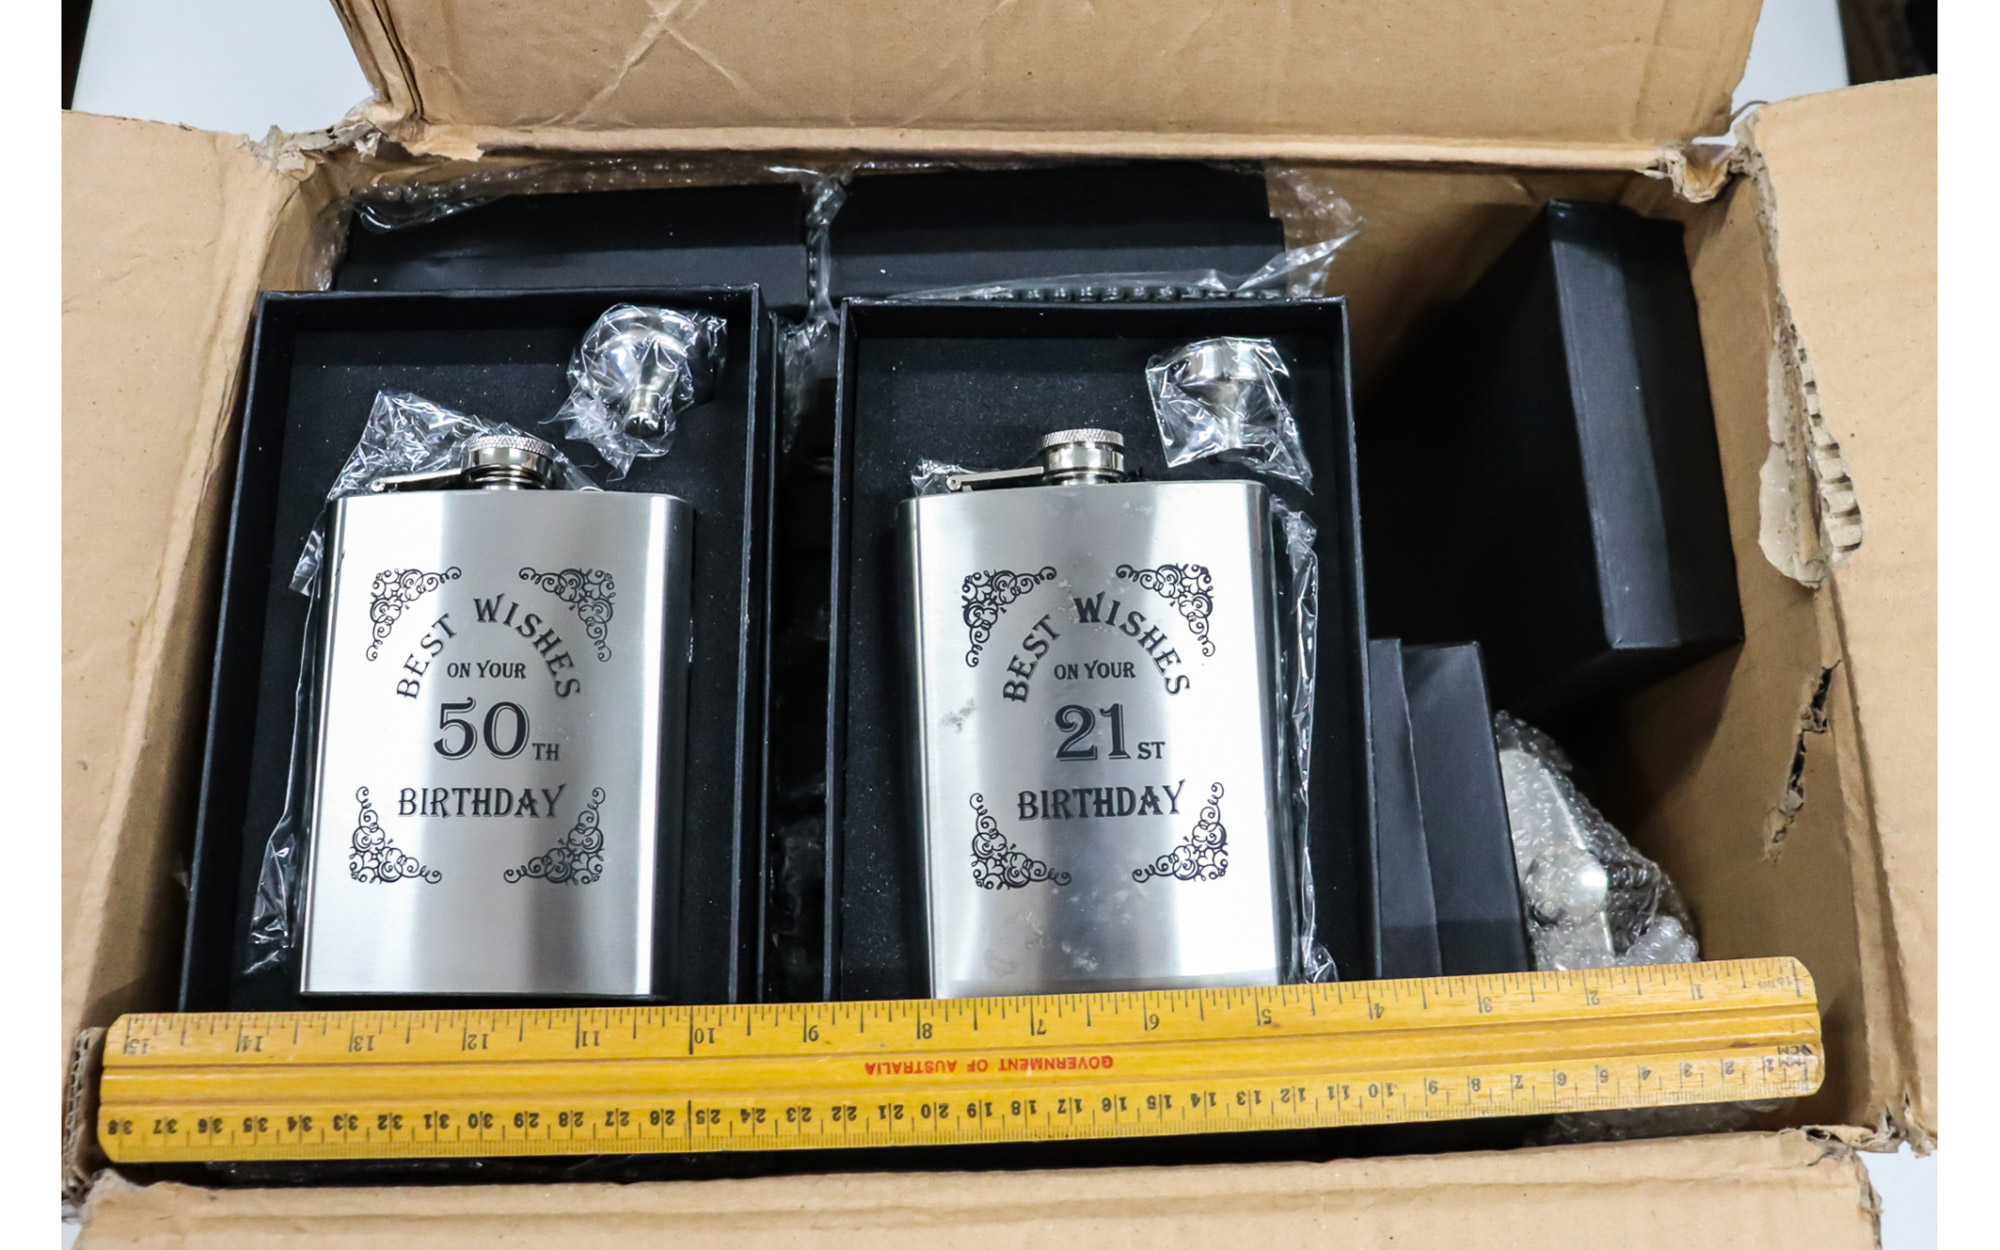 BEST WISHES
ON YOUR
50TH
BIRTHDAY
BEST WISHES
ON YOUR
21ST
BIRTHDAY
15 14 13 12 11 10 9 8 7 6 5 4 3 2 1
GOVERNMENT OF AUSTRALIA
38 37 36 35 34 33 32 31 30 29 28 27 26 25 24 23 22 21 20 19 18 17 16 15 14 13 12 11 10 9 8 7 6 5 4 3 2 1